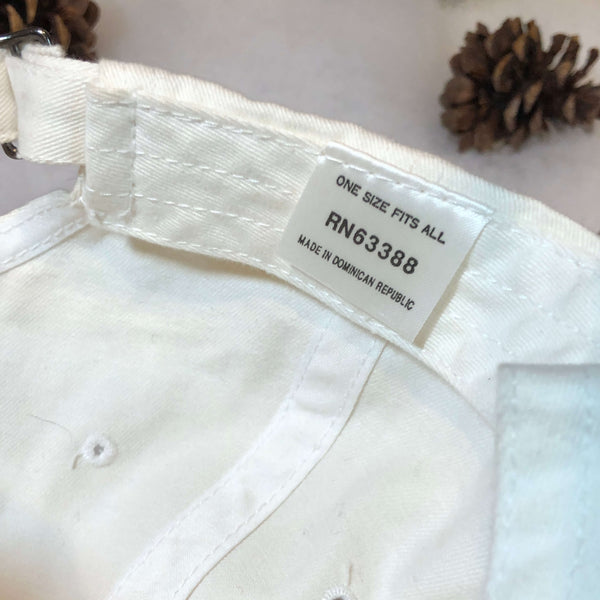 ONE SIZE FITS ALL
RN63388
MADE IN DOMINICAN REPUBLIC